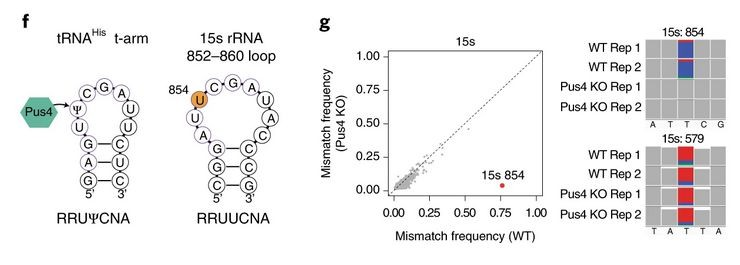 f
tRNAHis t-arm
Pus4
Ψ C G A U
U U
G C
A U
G C
5' 3'
RRUΨCNA
15s rRNA
852–860 loop
854
U C G A U
U A
A C
G C
G C
C G
5' 3'
RRUUCNA
g
15s
Mismatch frequency
(Pus4 KO)
1.00
0.75
0.50
0.25
0.00
15s 854
0.00 0.25 0.50 0.75 1.00
Mismatch frequency (WT)
15s: 854
WT Rep 1
WT Rep 2
Pus4 KO Rep 1
Pus4 KO Rep 2
A T T C G
15s: 579
WT Rep 1
WT Rep 2
Pus4 KO Rep 1
Pus4 KO Rep 2
T A T T A